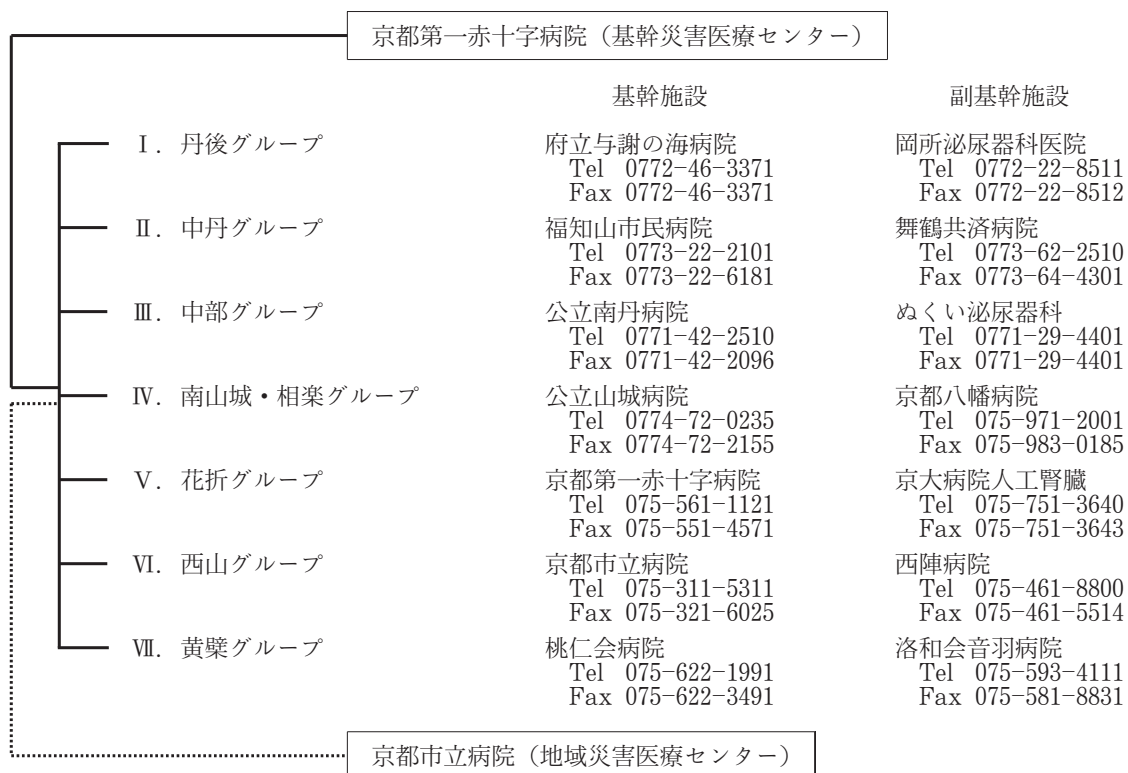 京都第一赤十字病院（基幹災害医療センター）
基幹施設 副基幹施設
Ⅰ．丹後グループ 府立与謝の海病院 岡所泌尿器科医院
Tel 0772-46-3371 Tel 0772-22-8511
Fax 0772-46-3371 Fax 0772-22-8512
Ⅱ．中丹グループ 福知山市民病院 舞鶴共済病院
Tel 0773-22-2101 Tel 0773-62-2510
Fax 0773-22-6181 Fax 0773-64-4301
Ⅲ．中部グループ 公立南丹病院 ぬくい泌尿器科
Tel 0771-42-2510 Tel 0771-29-4401
Fax 0771-42-2096 Fax 0771-29-4401
Ⅳ．南山城・相楽グループ 公立山城病院 京都八幡病院
Tel 0774-72-0235 Tel 075-971-2001
Fax 0774-72-2155 Fax 075-983-0185
Ⅴ．花折グループ 京都第一赤十字病院 京大病院人工腎臓
Tel 075-561-1121 Tel 075-751-3640
Fax 075-551-4571 Fax 075-751-3643
Ⅵ．西山グループ 京都市立病院 西陣病院
Tel 075-311-5311 Tel 075-461-8800
Fax 075-321-6025 Fax 075-461-5514
Ⅶ．黄檗グループ 桃仁会病院 洛和会音羽病院
Tel 075-622-1991 Tel 075-593-4111
Fax 075-622-3491 Fax 075-581-8831
京都市立病院（地域災害医療センター）